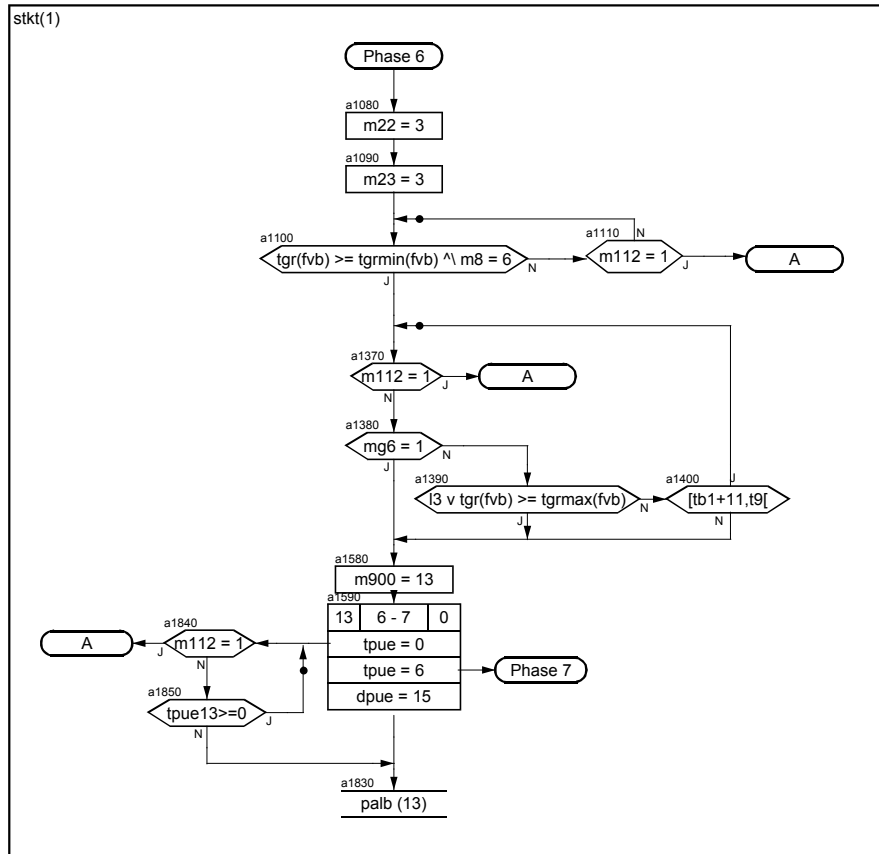 stkt(1)
Phase 6
a1080
m22 = 3
a1090
m23 = 3
a1100
tgr(fvb) >= tgrmin(fvb) ^\ m8 = 6
N
J
a1110
N
m112 = 1
J
A
a1370
m112 = 1
J
N
A
a1380
mg6 = 1
N
J
a1390
l3 v tgr(fvb) >= tgrmax(fvb)
N
J
a1400
J
[tb1+11,t9[
N
a1580
m900 = 13
a1590
13 6 - 7 0
tpue = 0
tpue = 6
dpue = 15
Phase 7
a1840
m112 = 1
J
N
A
a1850
tpue13>=0
J
N
a1830
palb (13)